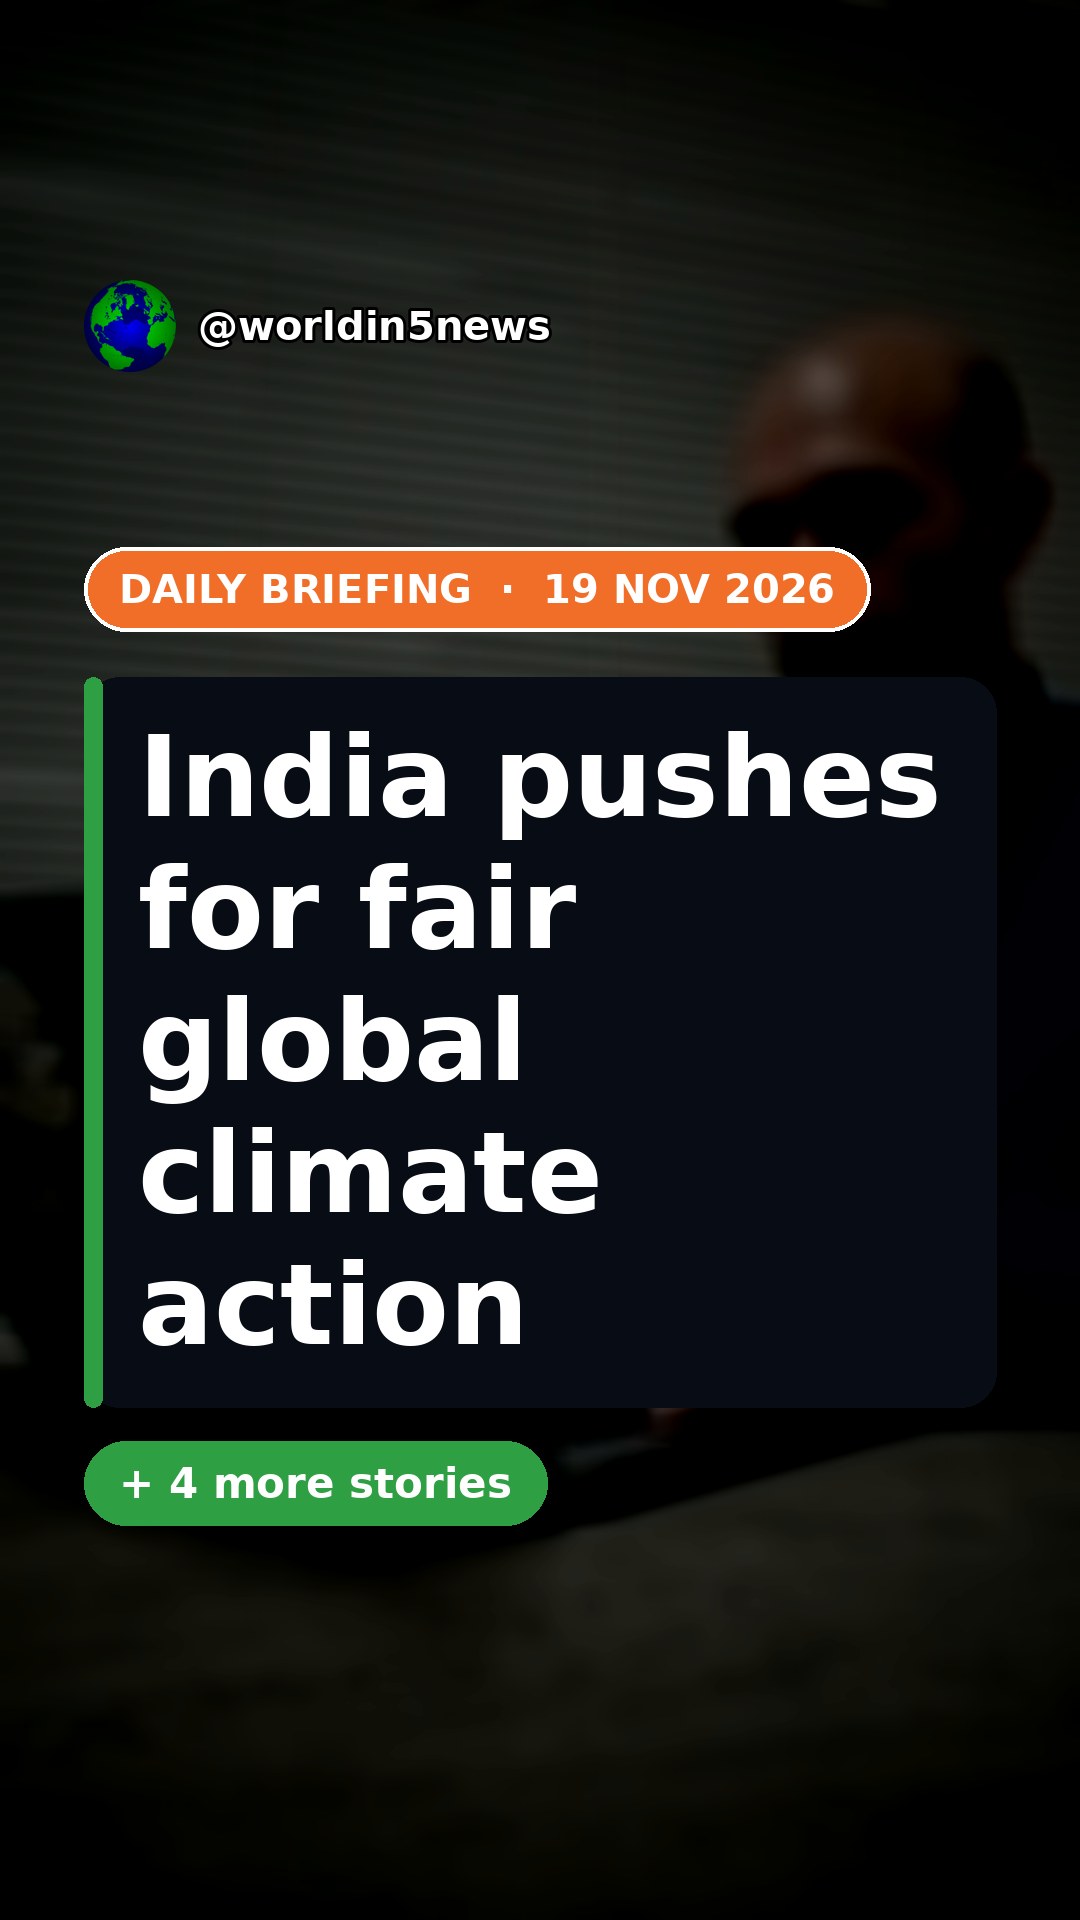 @worldin5news
DAILY BRIEFING · 19 NOV 2026
India pushes
for fair
global
climate
action
+ 4 more stories